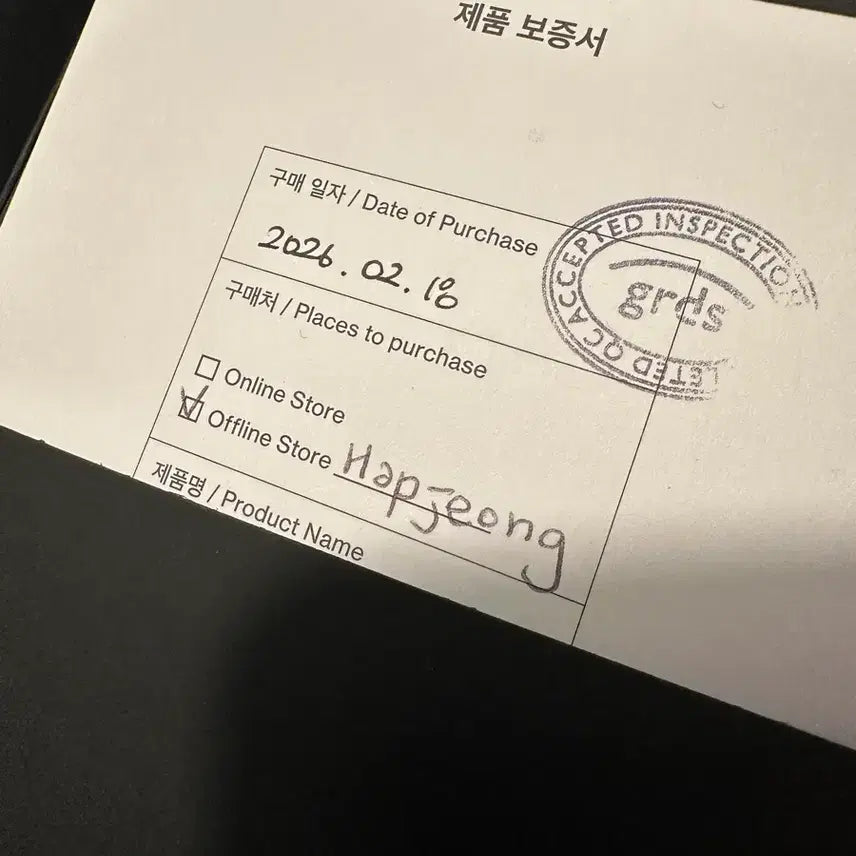 제품 보증서
구매 일자 / Date of Purchase
2026.02.18
구매처 / Places to purchase
Online Store
Offline Store Hapjeong
제품명 / Product Name
QC ACCEPTED INSPECTION
grds